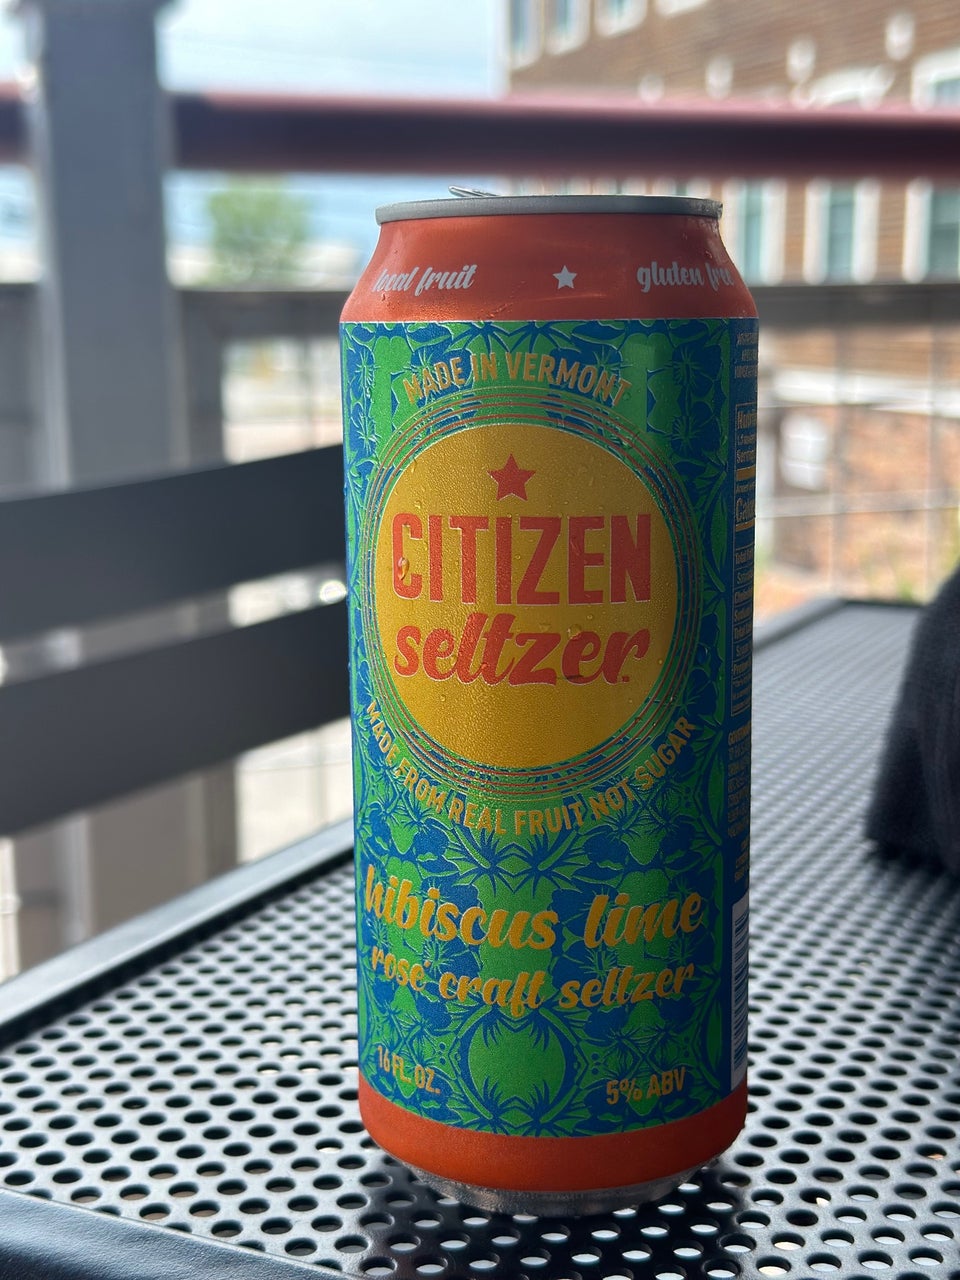 local fruit ★ gluten free
MADE IN VERMONT
CITIZEN
seltzer
MADE FROM REAL FRUIT NOT SUGAR
hibiscus lime
rosé craft seltzer
16 FL. OZ.
5% ABV